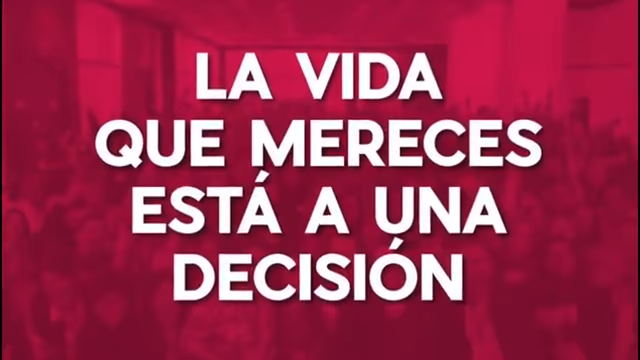 LA VIDA
QUE MERECES
ESTÁ A UNA
DECISIÓN